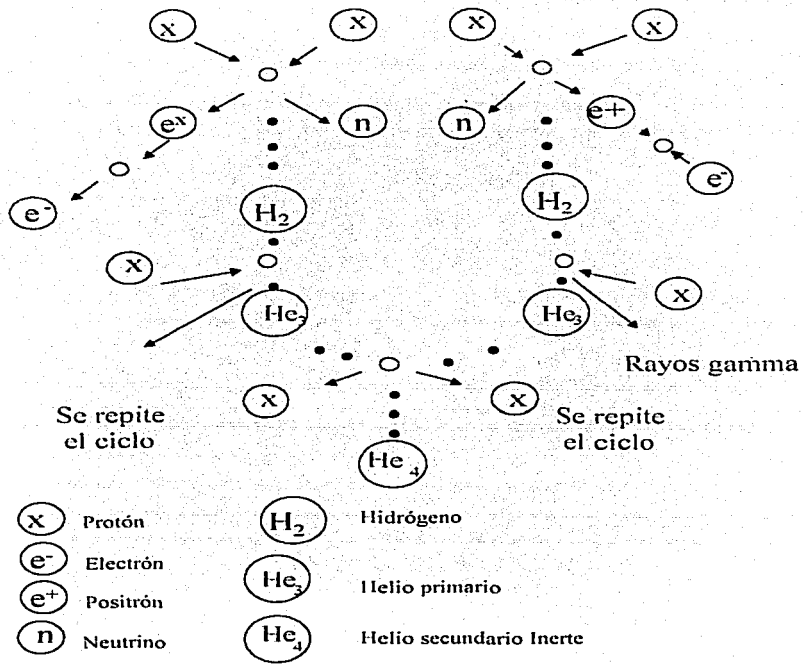 x x x x
eˣ n n e+
e⁻ e⁻
H₂ H₂
x x
He₃ He₃
Rayos gamma
x x
Se repite
el ciclo
Se repite
el ciclo
He₄
x Protón
e⁻ Electrón
e⁺ Positrón
n Neutrino
H₂ Hidrógeno
He₃ Helio primario
He₄ Helio secundario Inerte